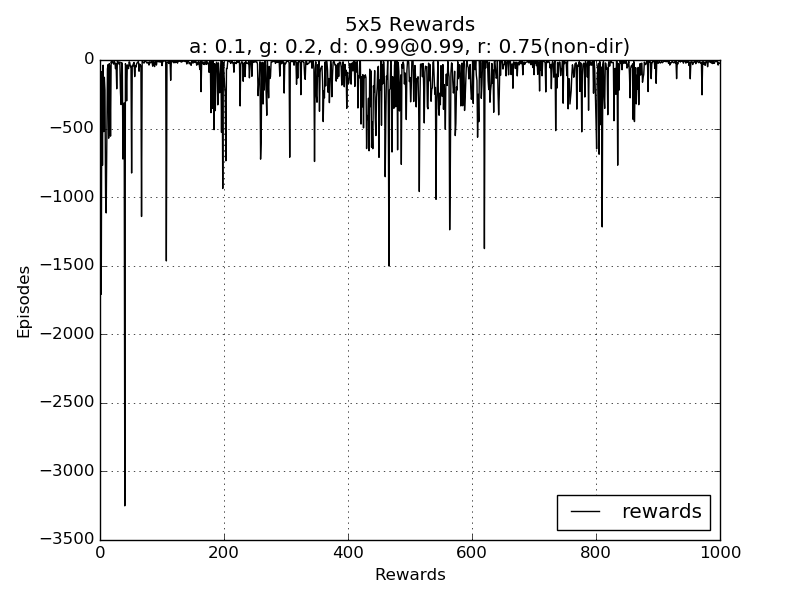 5x5 Rewards
a: 0.1, g: 0.2, d: 0.99@0.99, r: 0.75(non-dir)
0
−500
−1000
−1500
−2000
−2500
−3000
−3500
Episodes
rewards
0 200 400 600 800 1000
Rewards